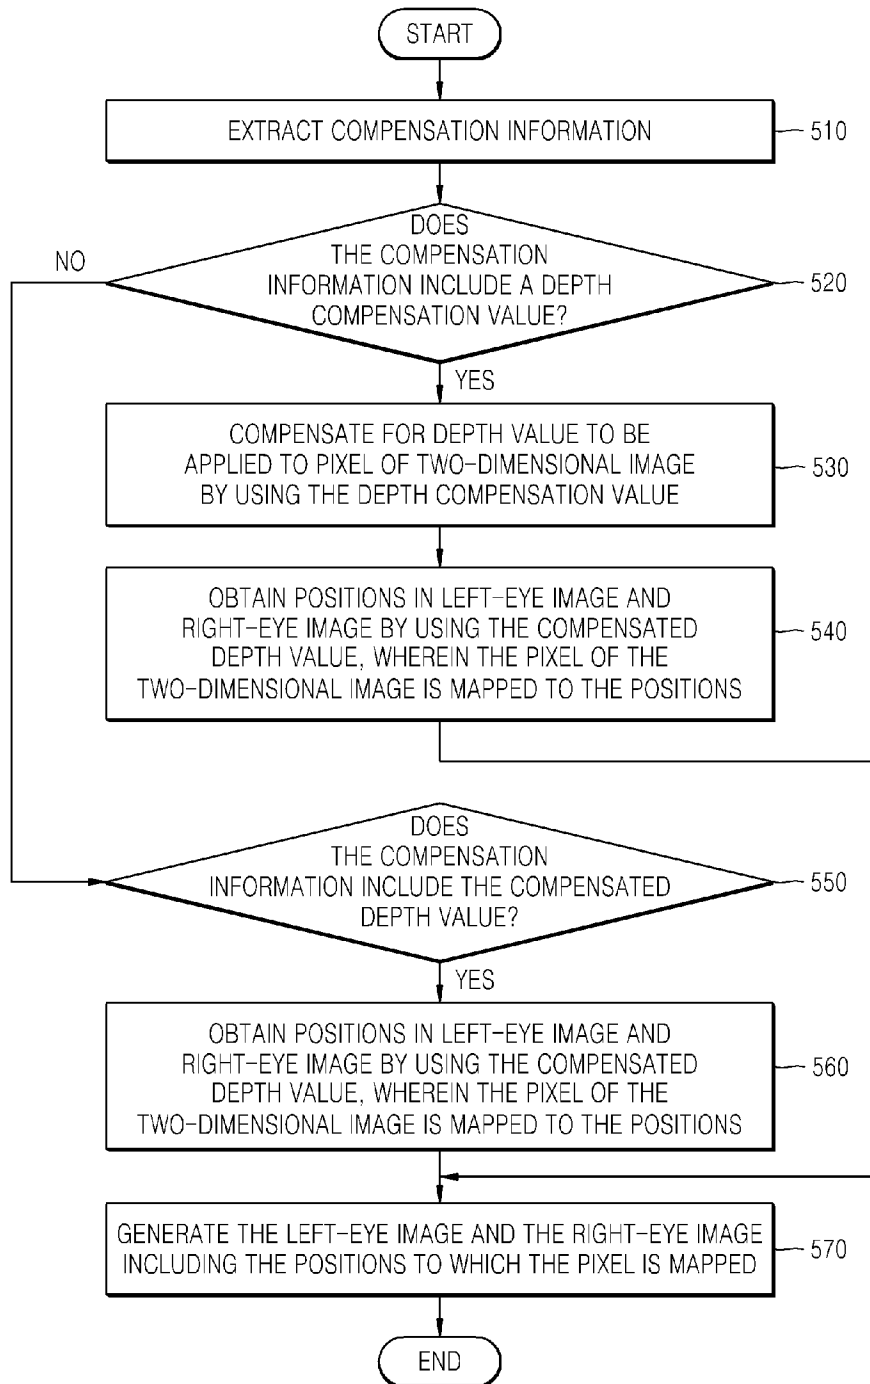 START
EXTRACT COMPENSATION INFORMATION
510
DOES
THE COMPENSATION
INFORMATION INCLUDE A DEPTH
COMPENSATION VALUE?
520
NO
YES
COMPENSATE FOR DEPTH VALUE TO BE
APPLIED TO PIXEL OF TWO-DIMENSIONAL IMAGE
BY USING THE DEPTH COMPENSATION VALUE
530
OBTAIN POSITIONS IN LEFT-EYE IMAGE AND
RIGHT-EYE IMAGE BY USING THE COMPENSATED
DEPTH VALUE, WHEREIN THE PIXEL OF THE
TWO-DIMENSIONAL IMAGE IS MAPPED TO THE POSITIONS
540
DOES
THE COMPENSATION
INFORMATION INCLUDE THE COMPENSATED
DEPTH VALUE?
550
YES
OBTAIN POSITIONS IN LEFT-EYE IMAGE AND
RIGHT-EYE IMAGE BY USING THE COMPENSATED
DEPTH VALUE, WHEREIN THE PIXEL OF THE
TWO-DIMENSIONAL IMAGE IS MAPPED TO THE POSITIONS
560
GENERATE THE LEFT-EYE IMAGE AND THE RIGHT-EYE IMAGE
INCLUDING THE POSITIONS TO WHICH THE PIXEL IS MAPPED
570
END